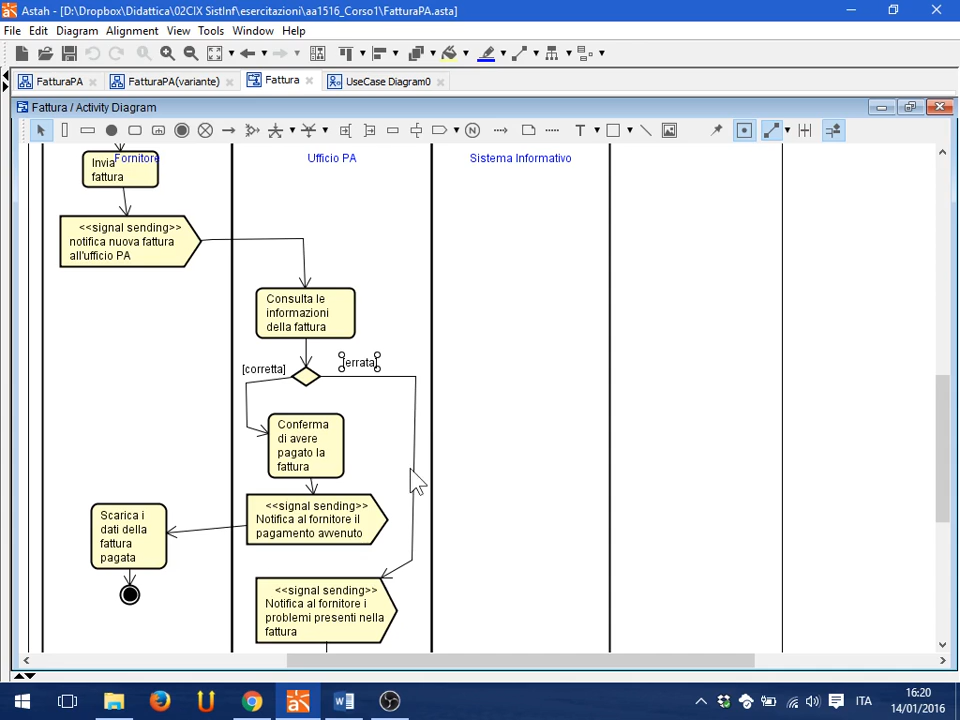 Astah - [D:\Dropbox\Didattica\02CIX SistInf\esercitazioni\aa1516_Corso1\FatturaPA.asta]
File Edit Diagram Alignment View Tools Window Help
FatturaPA
FatturaPA(variante)
Fattura
UseCase Diagram0
Fattura / Activity Diagram
Fornitore
Ufficio PA
Sistema Informativo
Invia
fattura
<<signal sending>>
notifica nuova fattura
all'ufficio PA
Consulta le
informazioni
della fattura
[corretta]
[errata]
Conferma
di avere
pagato la
fattura
<<signal sending>>
Notifica al fornitore il
pagamento avvenuto
Scarica i
dati della
fattura
pagata
<<signal sending>>
Notifica al fornitore i
problemi presenti nella
fattura
ITA
16:20
14/01/2016